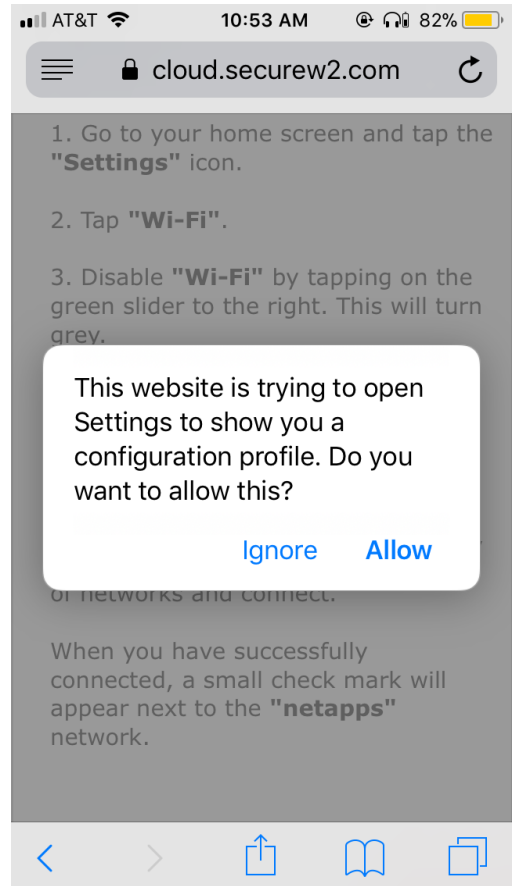 AT&T 10:53 AM 82%
cloud.securew2.com
1. Go to your home screen and tap the
"Settings" icon.
2. Tap "Wi-Fi".
3. Disable "Wi-Fi" by tapping on the
green slider to the right. This will turn
grey.
This website is trying to open
Settings to show you a
configuration profile. Do you
want to allow this?
Ignore Allow
of networks and connect.
When you have successfully
connected, a small check mark will
appear next to the "netapps"
network.